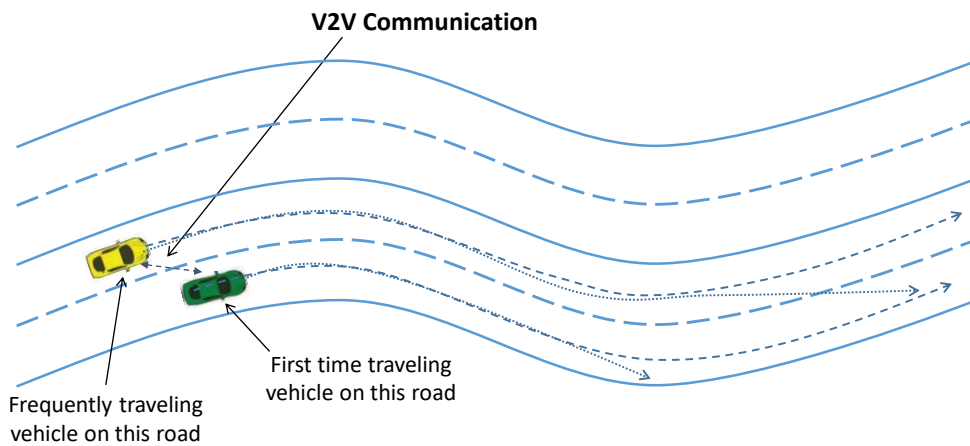 V2V Communication
First time traveling
vehicle on this road
Frequently traveling
vehicle on this road